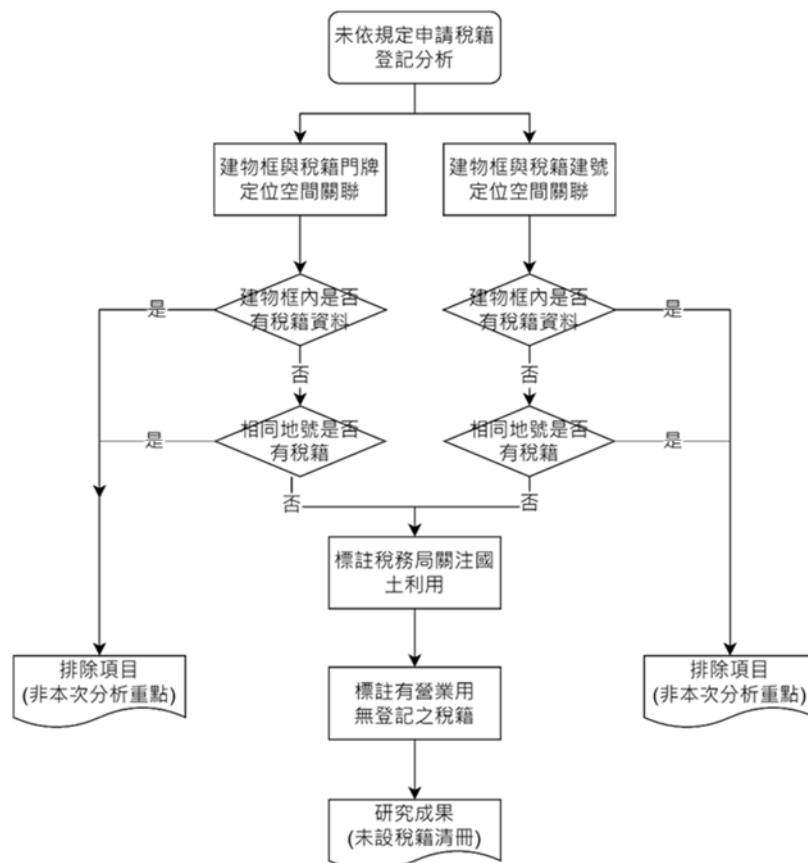 未依規定申請稅籍
登記分析
建物框與稅籍門牌
定位空間關聯
建物框與稅籍建號
定位空間關聯
建物框內是否
有稅籍資料
建物框內是否
有稅籍資料
是
是
否
否
相同地號是否
有稅籍
相同地號是否
有稅籍
是
是
否
否
標註稅務局關注國
土利用
排除項目
(非本次分析重點)
標註有營業用
無登記之稅籍
排除項目
(非本次分析重點)
研究成果
(未設稅籍清冊)